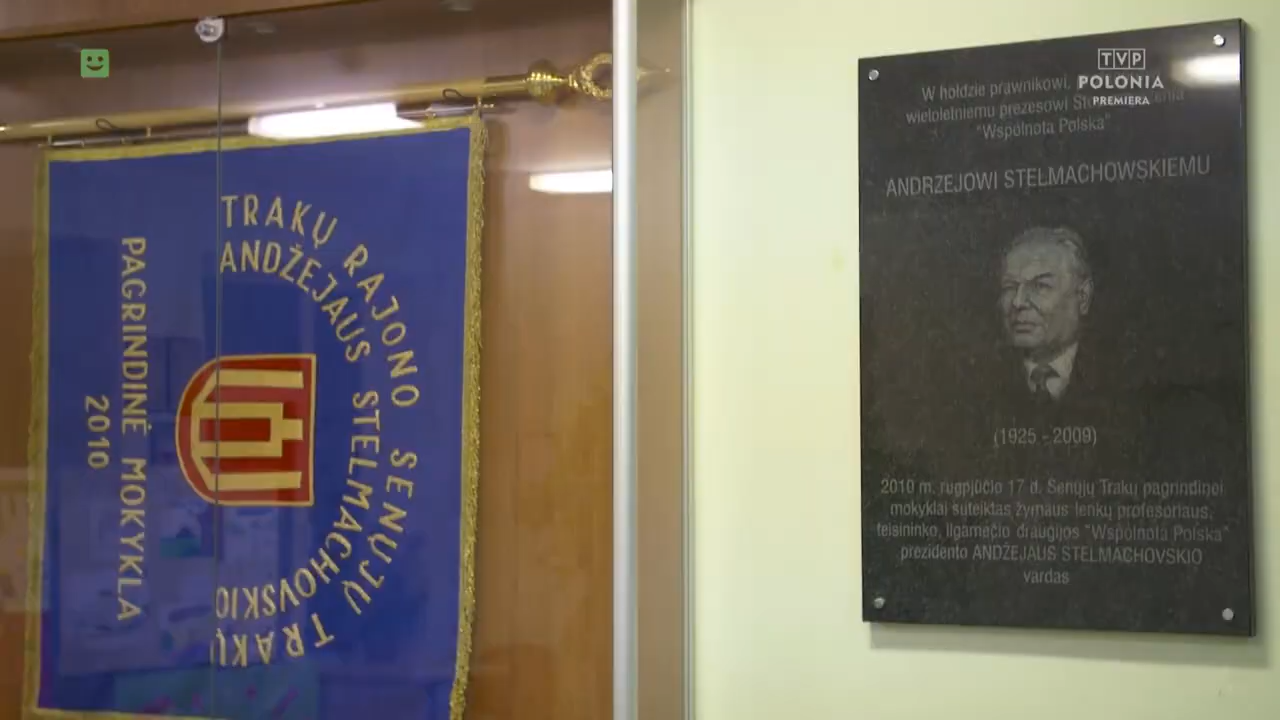 TRAKŲ RAJONO SENŲJŲ TRAKŲ
ANDŽEJAUS STELMACHOVSKIO
PAGRINDINĖ MOKYKLA
2010
TVP
POLONIA
PREMIERA
W hołdzie prawnikowi,
wieloletniemu prezesowi
"Wspólnota Polska"
ANDRZEJOWI STELMACHOWSKIEMU
(1925 - 2009)
2010 m. rugpjūčio 17 d. Senųjų Trakų pagrindinei
mokyklai suteiktas žymaus lenkų profesoriaus,
teisininko, ilgamečio draugijos "Wspólnota Polska"
prezidento ANDŽEJAUS STELMACHOVSKIO
vardas